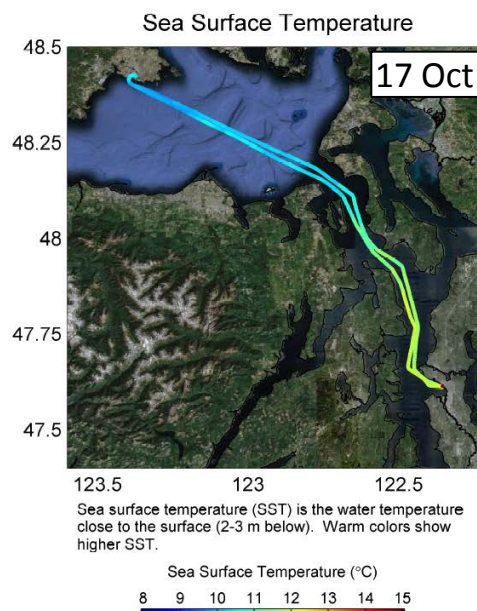 Sea Surface Temperature
17 Oct
48.5
48.25
48
47.75
47.5
123.5 123 122.5
Sea surface temperature (SST) is the water temperature
close to the surface (2-3 m below). Warm colors show
higher SST.
Sea Surface Temperature (°C)
8 9 10 11 12 13 14 15